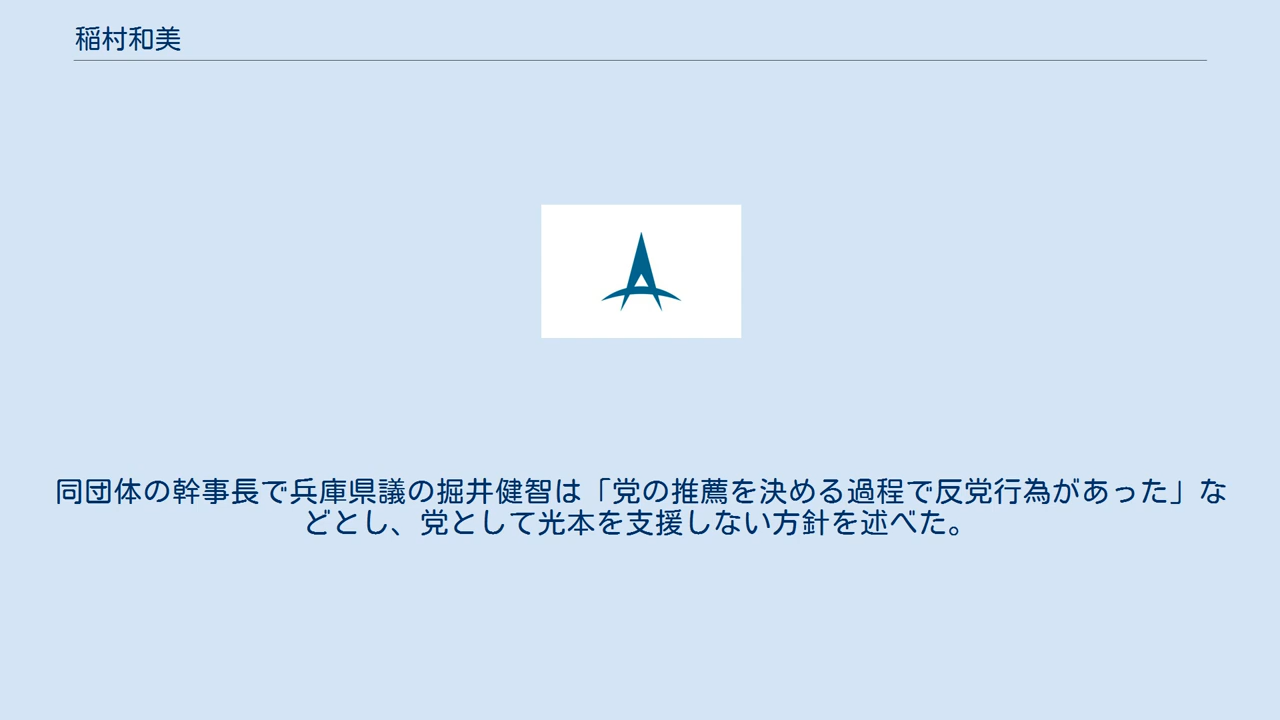 稲村和美
同団体の幹事長で兵庫県議の掘井健智は「党の推薦を決める過程で反党行為があった」な
どとし、党として光本を支援しない方針を述べた。